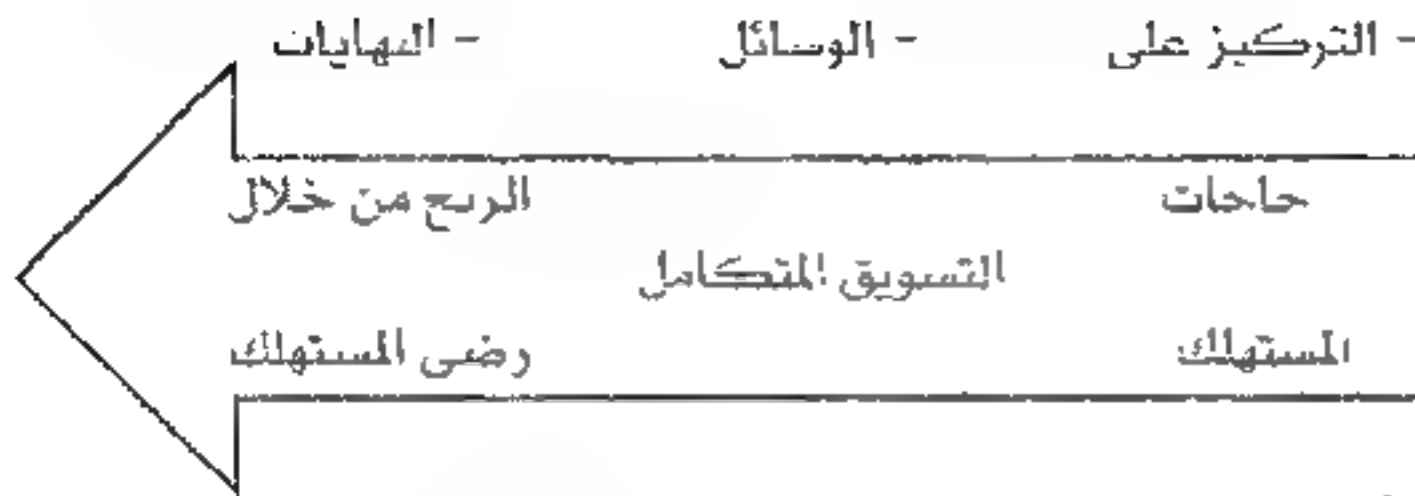 - التركيز على - الوسائل - النهايات
حاجات الربح من خلال
التسويق المتكامل
المستهلك رضى المستهلك